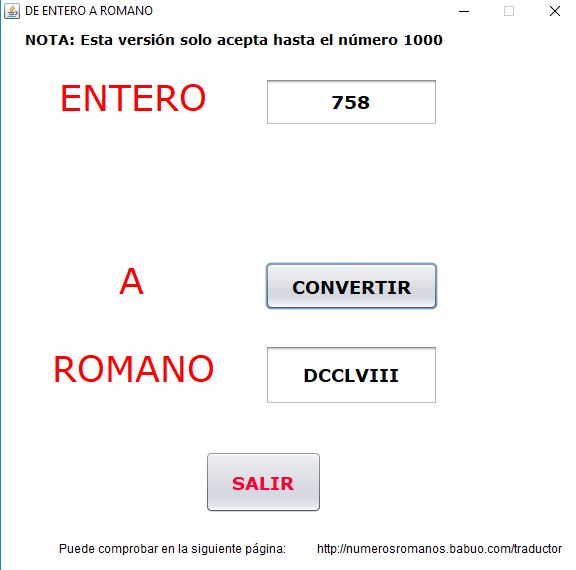 DE ENTERO A ROMANO
NOTA: Esta versión solo acepta hasta el número 1000
ENTERO
758
A
CONVERTIR
ROMANO
DCCLVIII
SALIR
Puede comprobar en la siguiente página: http://numerosromanos.babuo.com/traductor